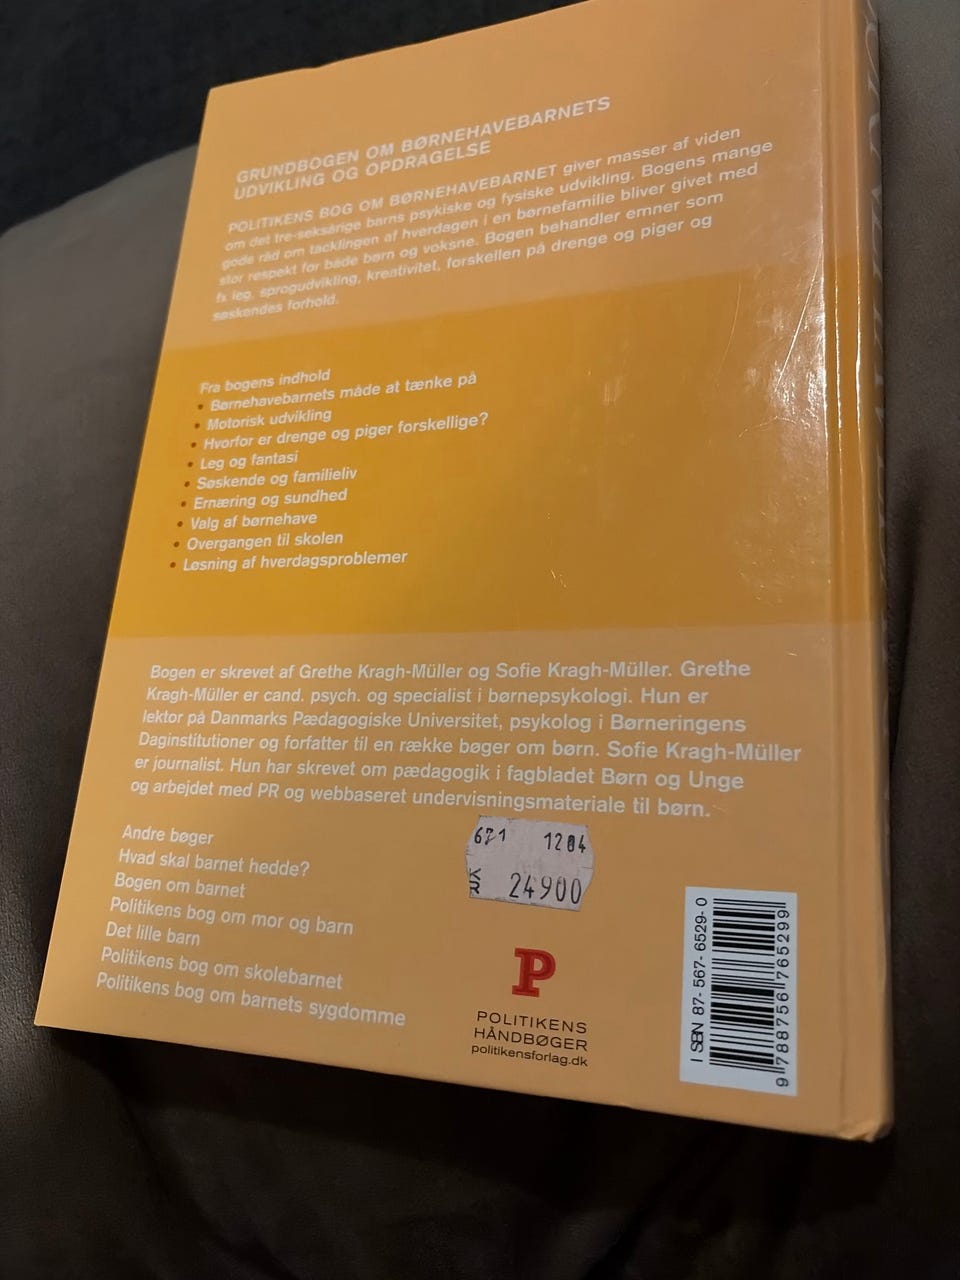 GRUNDBOGEN OM BØRNEHAVEBARNETS
UDVIKLING OG OPDRAGELSE
POLITIKENS BOG OM BØRNEHAVEBARNET giver masser af viden
om det tre-seksårige barns psykiske og fysiske udvikling. Bogens mange
gode råd om tacklingen af hverdagen i en børnefamilie bliver givet med
stor respekt for både børn og voksne. Bogen behandler emner som
fx leg, sprogudvikling, kreativitet, forskellen på drenge og piger og
søskendes forhold.
Fra bogens indhold
• Børnehavebarnets måde at tænke på
• Motorisk udvikling
• Hvorfor er drenge og piger forskellige?
• Leg og fantasi
• Søskende og familieliv
• Ernæring og sundhed
• Valg af børnehave
• Overgangen til skolen
• Løsning af hverdagsproblemer
Bogen er skrevet af Grethe Kragh-Müller og Sofie Kragh-Müller. Grethe
Kragh-Müller er cand. psych. og specialist i børnepsykologi. Hun er
lektor på Danmarks Pædagogiske Universitet, psykolog i Børneringens
Daginstitutioner og forfatter til en række bøger om børn. Sofie Kragh-Müller
er journalist. Hun har skrevet om pædagogik i fagbladet Børn og Unge
og arbejdet med PR og webbaseret undervisningsmateriale til børn.
Andre bøger
Hvad skal barnet hedde?
Bogen om barnet
Politikens bog om mor og barn
Det lille barn
Politikens bog om skolebarnet
Politikens bog om barnets sygdomme
671 1204
KR 24900
P
POLITIKENS
HÅNDBØGER
politikensforlag.dk
ISBN 87-567-6529-0
9 788756 765299